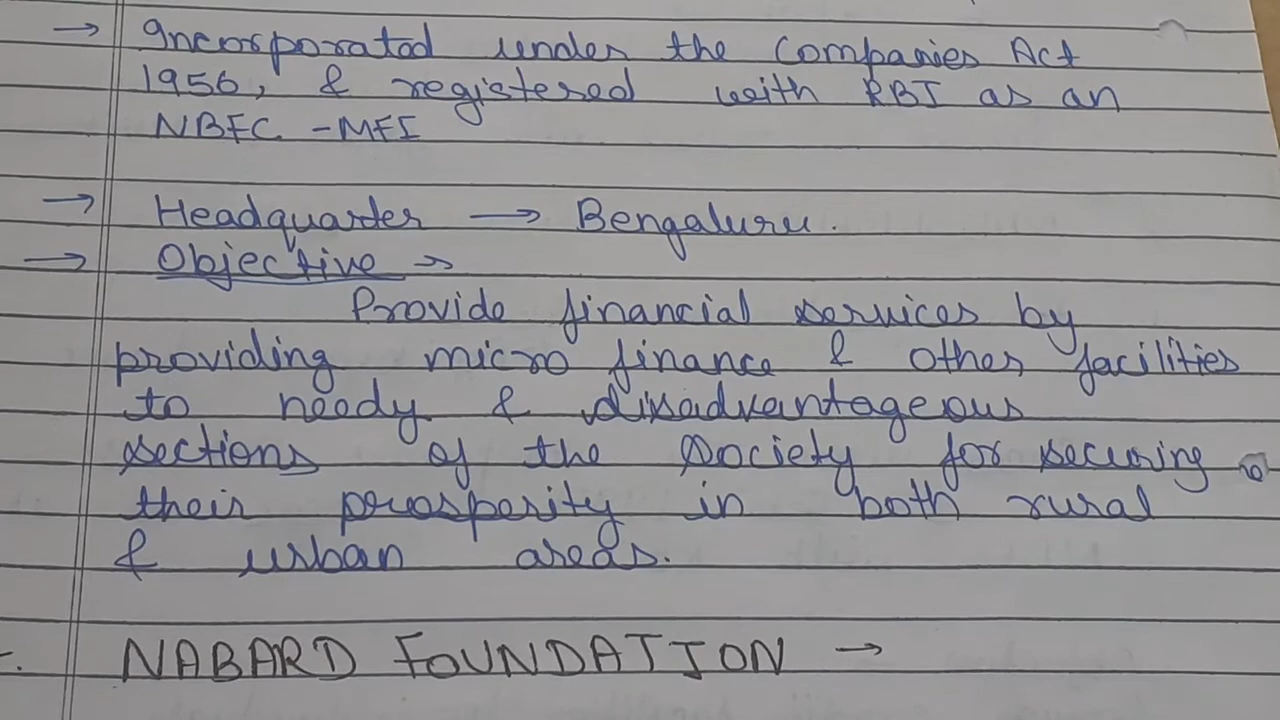 → Incorporated under the Companies Act
1956, & registered with RBI as an
NBFC - MFI
→ Headquarter → Bengaluru.
→ Objective →
Provide financial services by
providing micro finance & other facilities
to needy & disadvantageous
sections of the society for securing
their prosperity in both rural
& urban areas.
NABARD FOUNDATION →